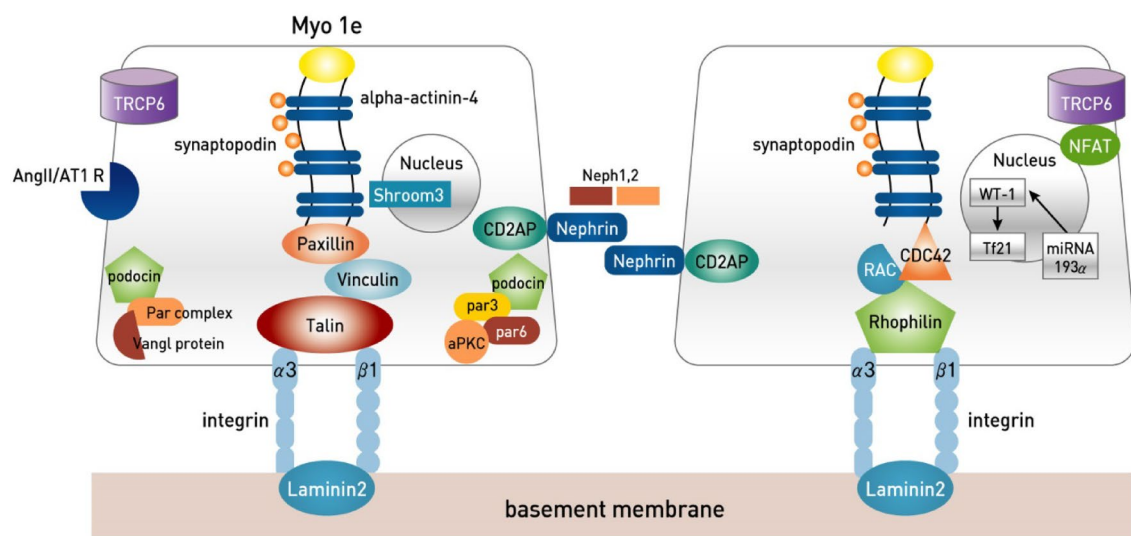 Myo 1e
TRCP6
alpha-actinin-4
synaptopodin
AngII/AT1 R
Nucleus
Shroom3
Paxillin
Vinculin
Talin
podocin
Par complex
Vangl protein
CD2AP
Nephrin
podocin
par3
par6
aPKC
α3
β1
integrin
Laminin2
Neph1,2
Nephrin
CD2AP
synaptopodin
TRCP6
NFAT
Nucleus
WT-1
Tf21
miRNA
193α
RAC
CDC42
Rhophilin
α3
β1
integrin
Laminin2
basement membrane